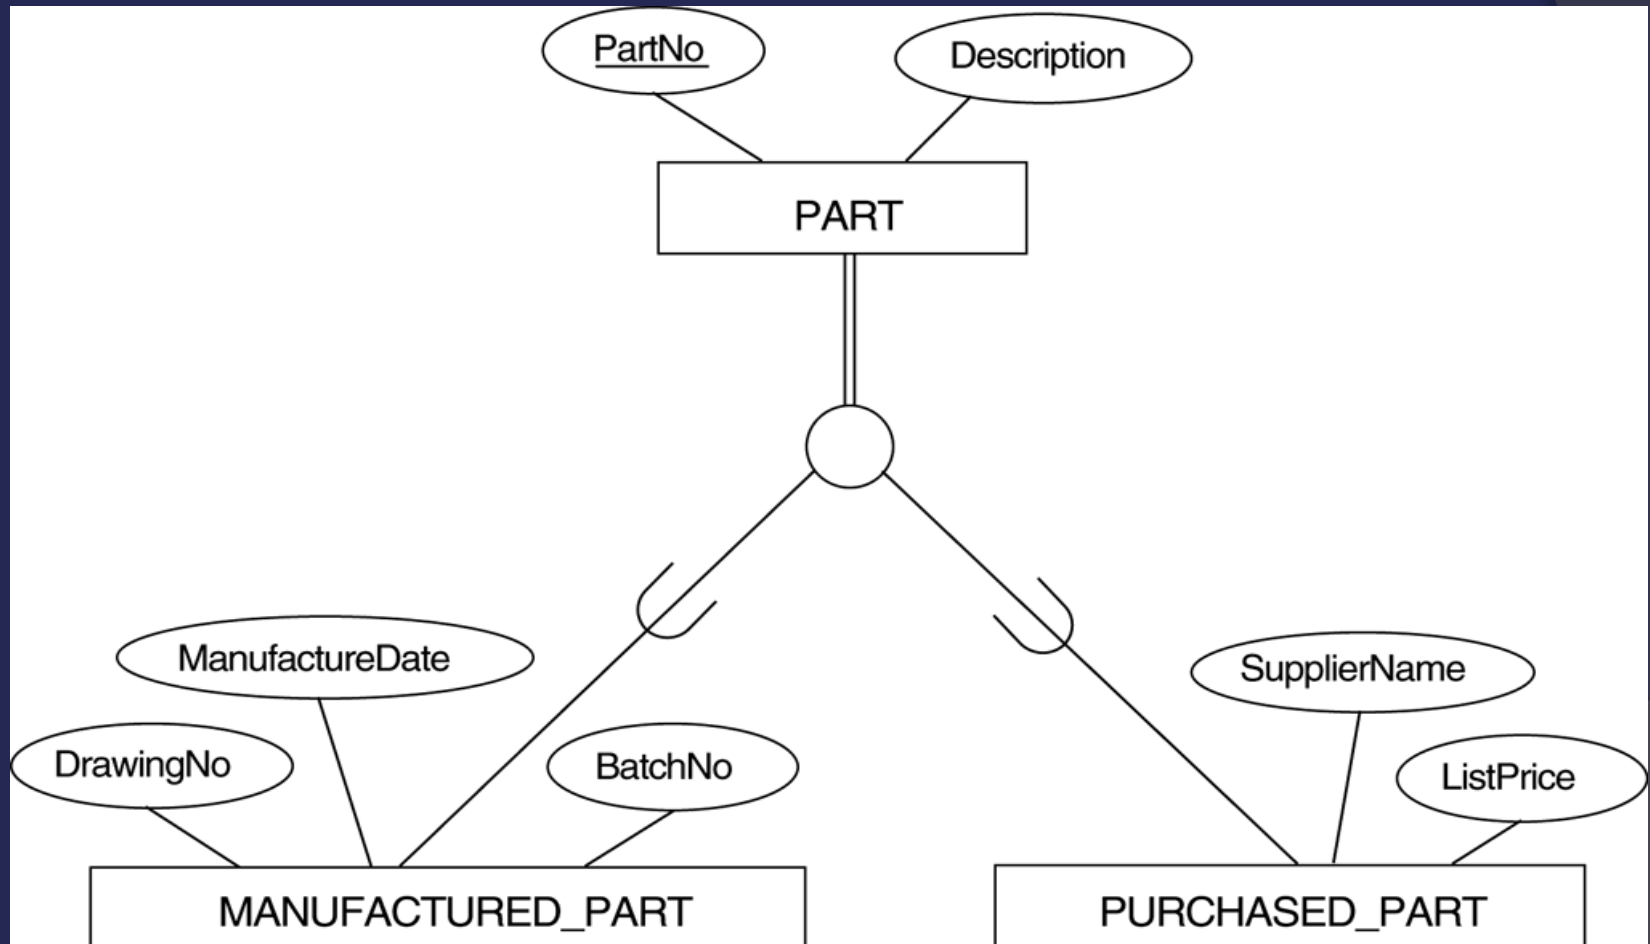 PartNo
Description
PART
ManufactureDate
SupplierName
DrawingNo
BatchNo
ListPrice
MANUFACTURED_PART
PURCHASED_PART